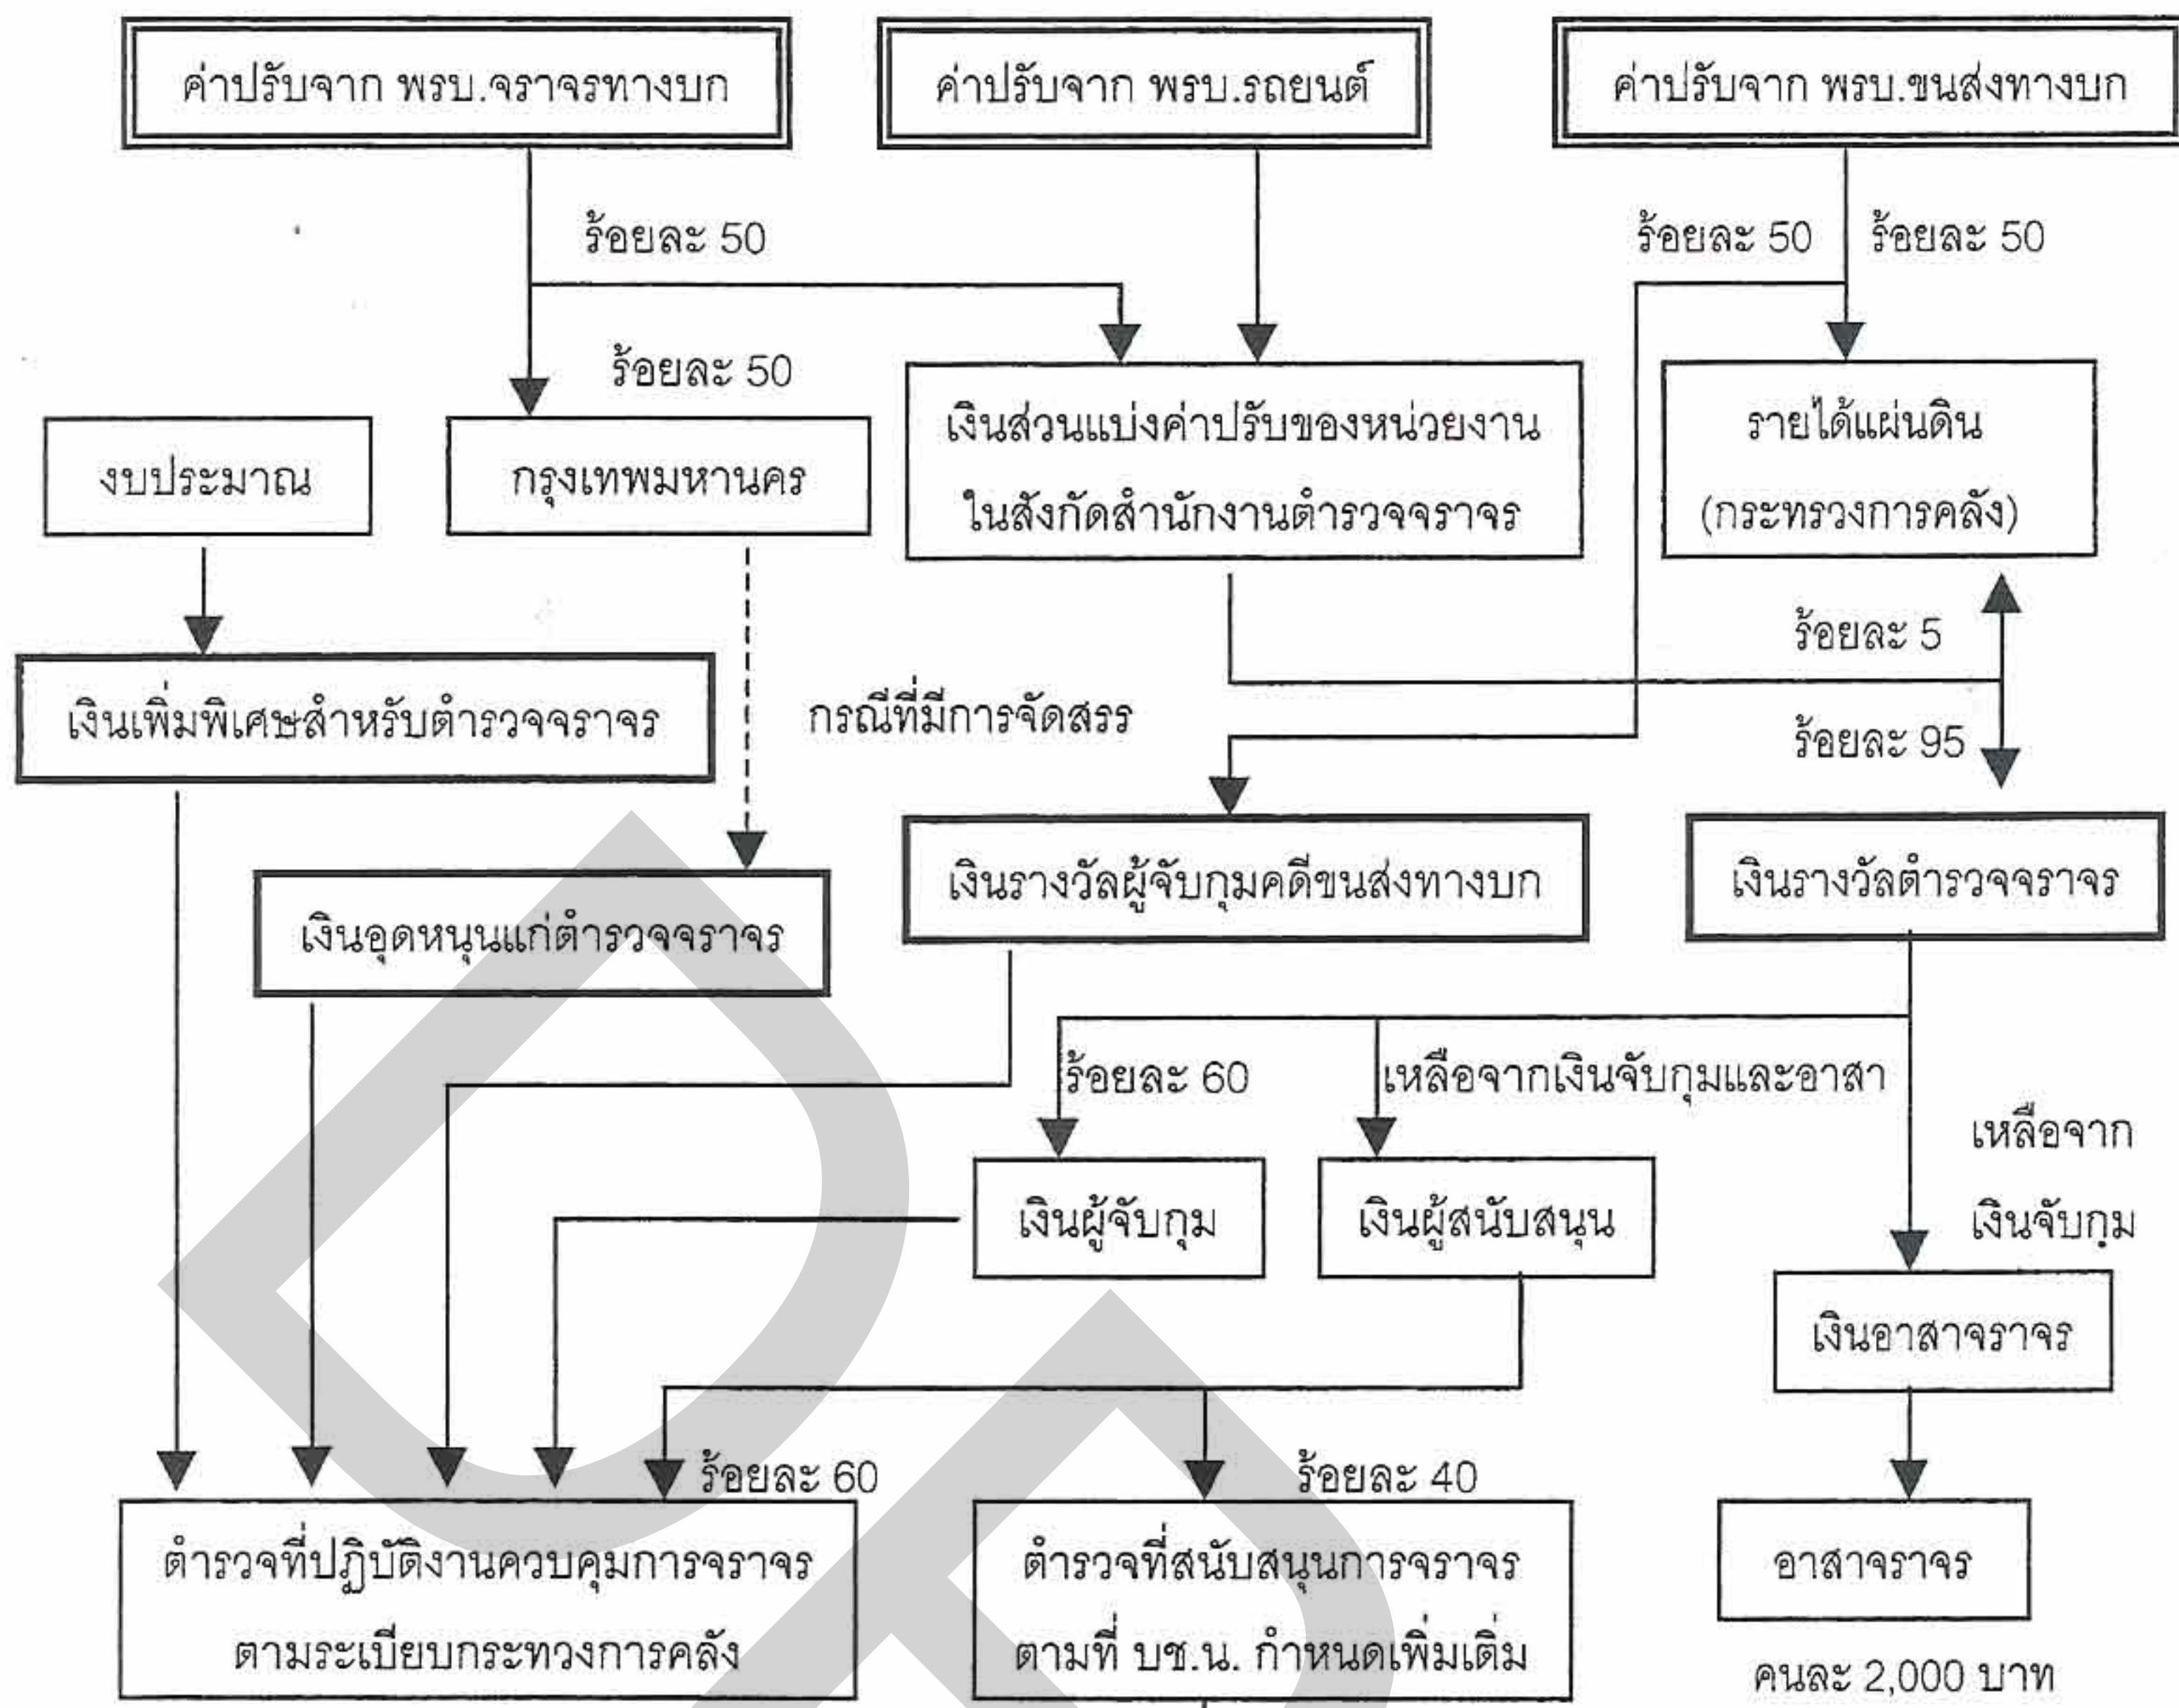 ค่าปรับจาก พรบ.จราจรทางบก
ค่าปรับจาก พรบ.รถยนต์
ค่าปรับจาก พรบ.ขนส่งทางบก
ร้อยละ 50
ร้อยละ 50
ร้อยละ 50
ร้อยละ 50
งบประมาณ
กรุงเทพมหานคร
เงินส่วนแบ่งค่าปรับของหน่วยงาน
ในสังกัดสำนักงานตำรวจจราจร
รายได้แผ่นดิน
(กระทรวงการคลัง)
ร้อยละ 5
เงินเพิ่มพิเศษสำหรับตำรวจจราจร
กรณีที่มีการจัดสรร
ร้อยละ 95
เงินอุดหนุนแก่ตำรวจจราจร
เงินรางวัลผู้จับกุมคดีขนส่งทางบก
เงินรางวัลตำรวจจราจร
ร้อยละ 60
เหลือจากเงินจับกุมและอาสา
เหลือจาก
เงินจับกุม
เงินผู้จับกุม
เงินผู้สนับสนุน
เงินอาสาจราจร
ร้อยละ 60
ร้อยละ 40
ตำรวจที่ปฏิบัติงานควบคุมการจราจร
ตามระเบียบกระทวงการคลัง
ตำรวจที่สนับสนุนการจราจร
ตามที่ บช.น. กำหนดเพิ่มเติ่ม
อาสาจราจร
คนละ 2,000 บาท